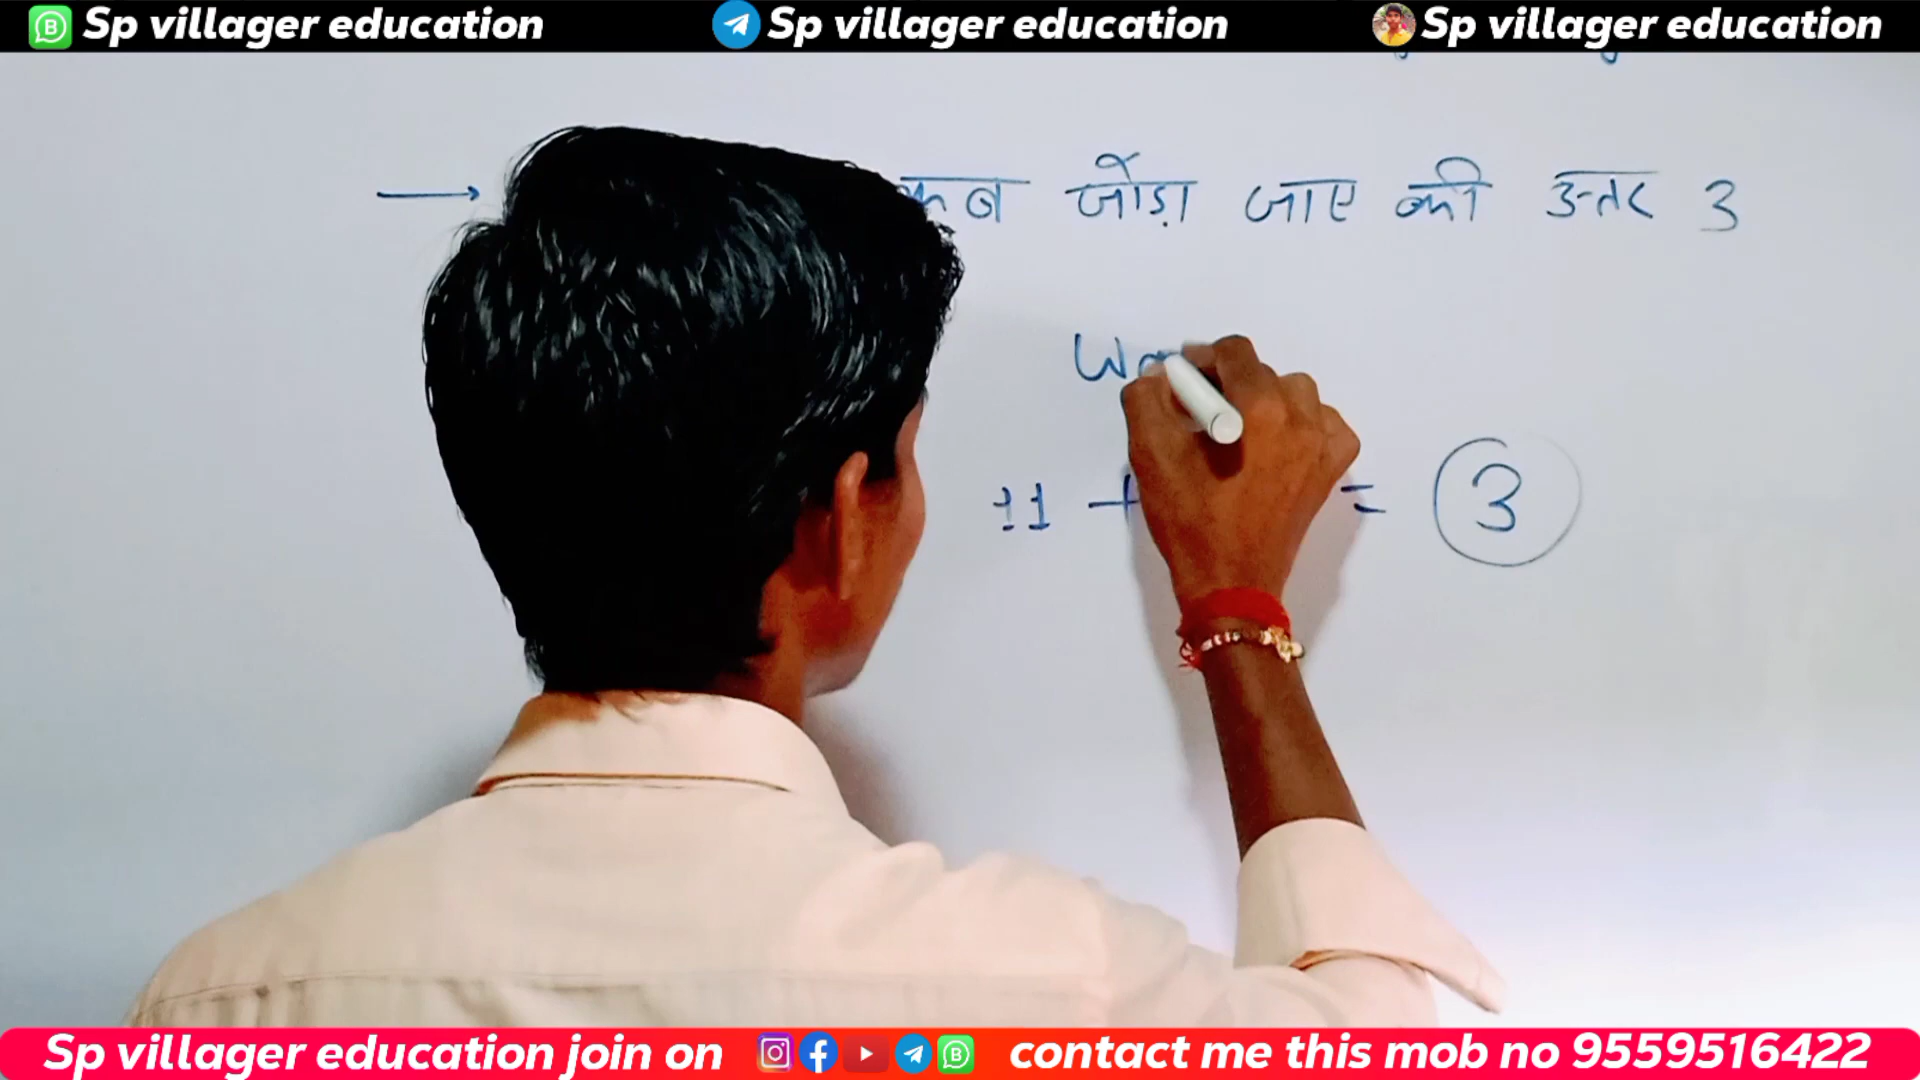 Sp villager education Sp villager education Sp villager education
→ कब जोड़ा जाए की उत्तर 3
11 + = 3
Sp villager education join on contact me this mob no 9559516422